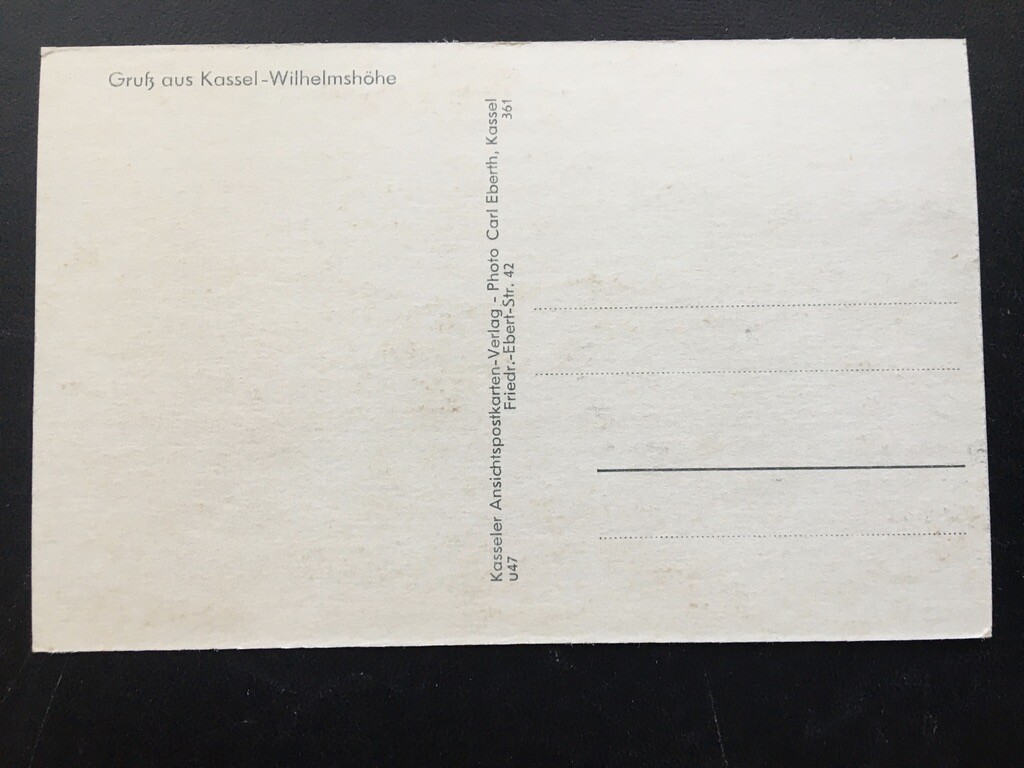 Gruß aus Kassel-Wilhelmshöhe
Kasseler Ansichtspostkarten-Verlag - Photo Carl Eberth, Kassel
U47 Friedr.-Ebert-Str. 42 361